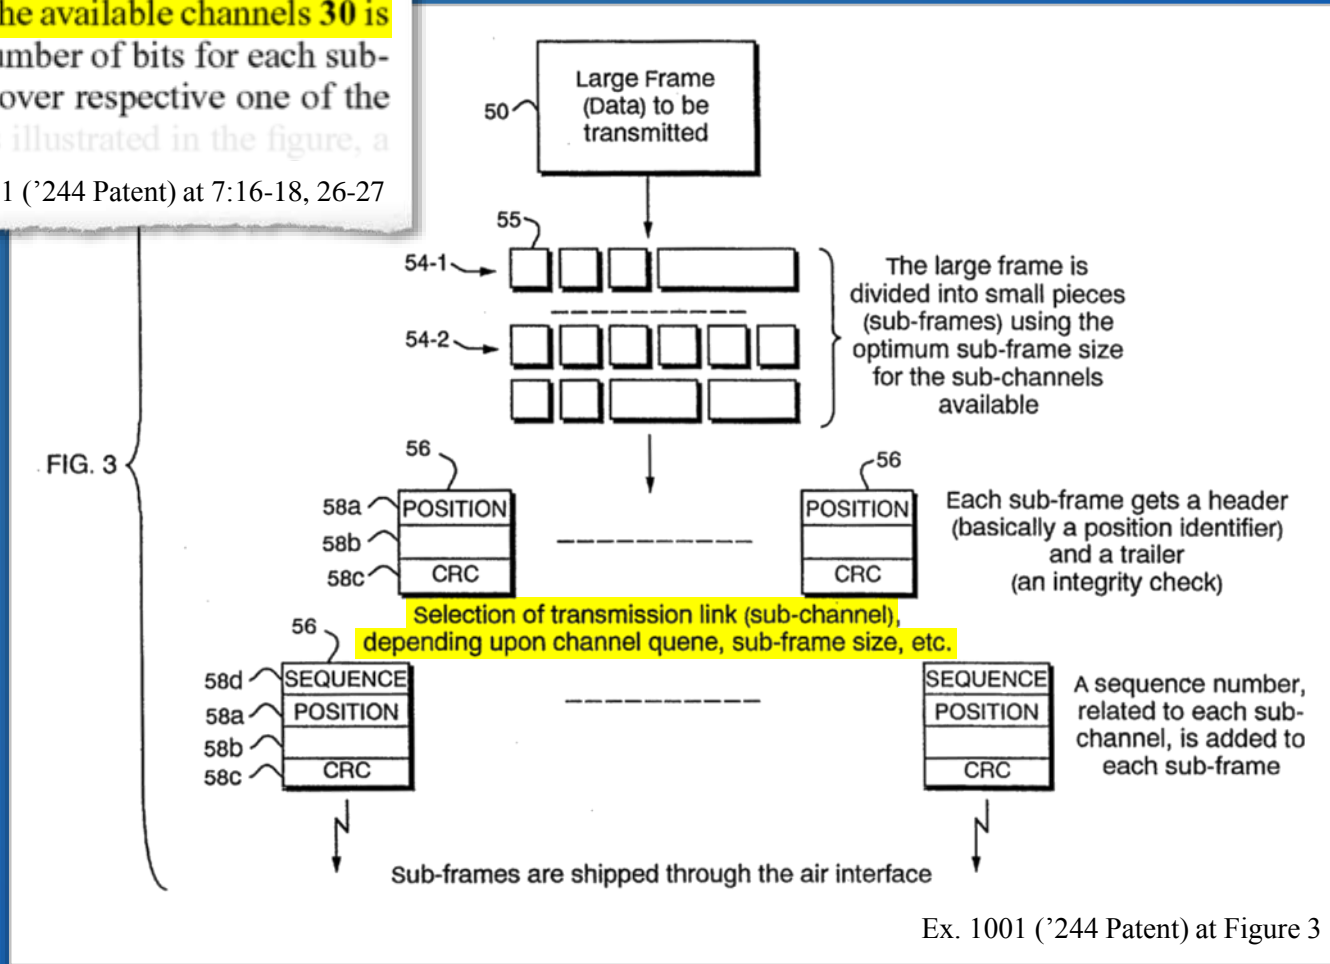 he available channels 30 is
umber of bits for each sub-
over respective one of the
illustrated in the figure, a
1 (’244 Patent) at 7:16-18, 26-27
50
Large Frame
(Data) to be
transmitted
55
54-1
54-2
The large frame is
divided into small pieces
(sub-frames) using the
optimum sub-frame size
for the sub-channels
available
FIG. 3
56
58a
POSITION
58b
58c
CRC
56
POSITION
CRC
Each sub-frame gets a header
(basically a position identifier)
and a trailer
(an integrity check)
Selection of transmission link (sub-channel),
depending upon channel quene, sub-frame size, etc.
56
58d
SEQUENCE
58a
POSITION
58b
58c
CRC
SEQUENCE
POSITION
CRC
A sequence number,
related to each sub-
channel, is added to
each sub-frame
Sub-frames are shipped through the air interface
Ex. 1001 (’244 Patent) at Figure 3